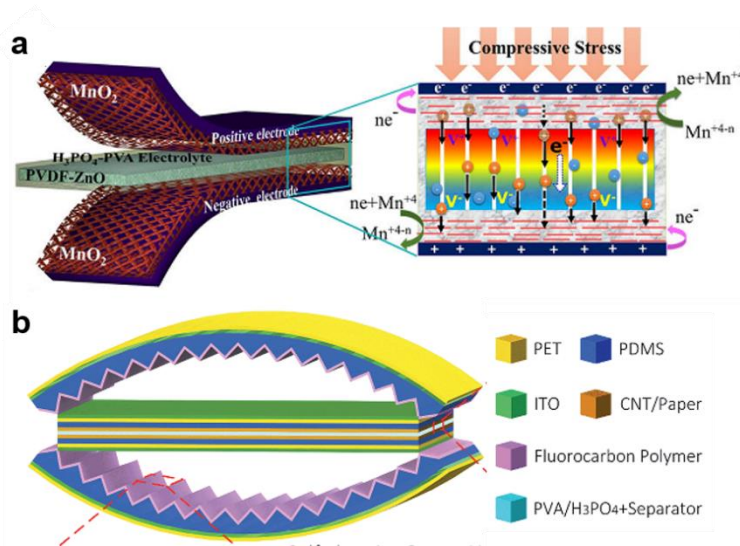 a
MnO2
Positive electrode
H3PO4-PVA Electrolyte
PVDF-ZnO
Negative electrode
MnO2
Compressive Stress
e- e- e- e- e- e- e-
ne-
ne+Mn+4
Mn+4-n
V+ V+
e-
V- V-
ne+Mn+4
Mn+4-n
ne-
+ + + + + + +
b
PET
PDMS
ITO
CNT/Paper
Fluorocarbon Polymer
PVA/H3PO4+Separator